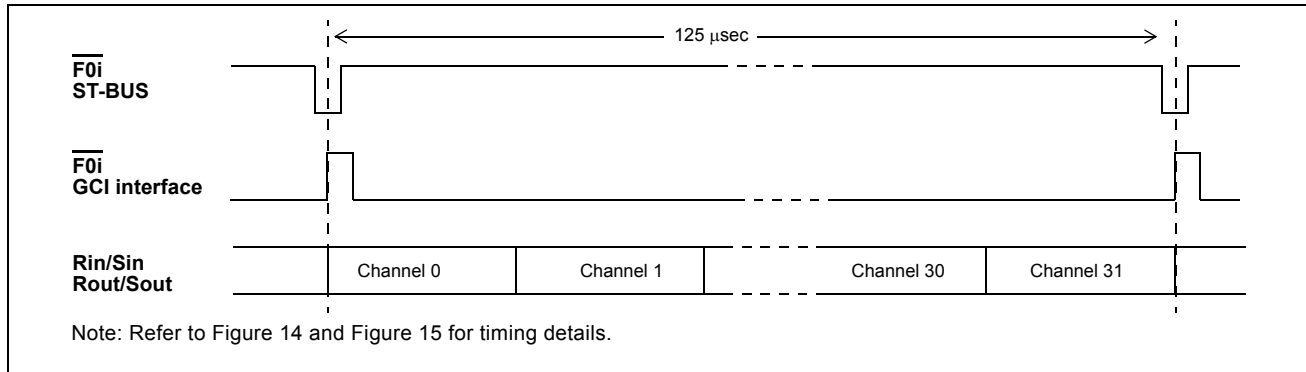 125 μsec
F0i
ST-BUS
F0i
GCI interface
Rin/Sin
Rout/Sout
Channel 0
Channel 1
Channel 30
Channel 31
Note: Refer to Figure 14 and Figure 15 for timing details.